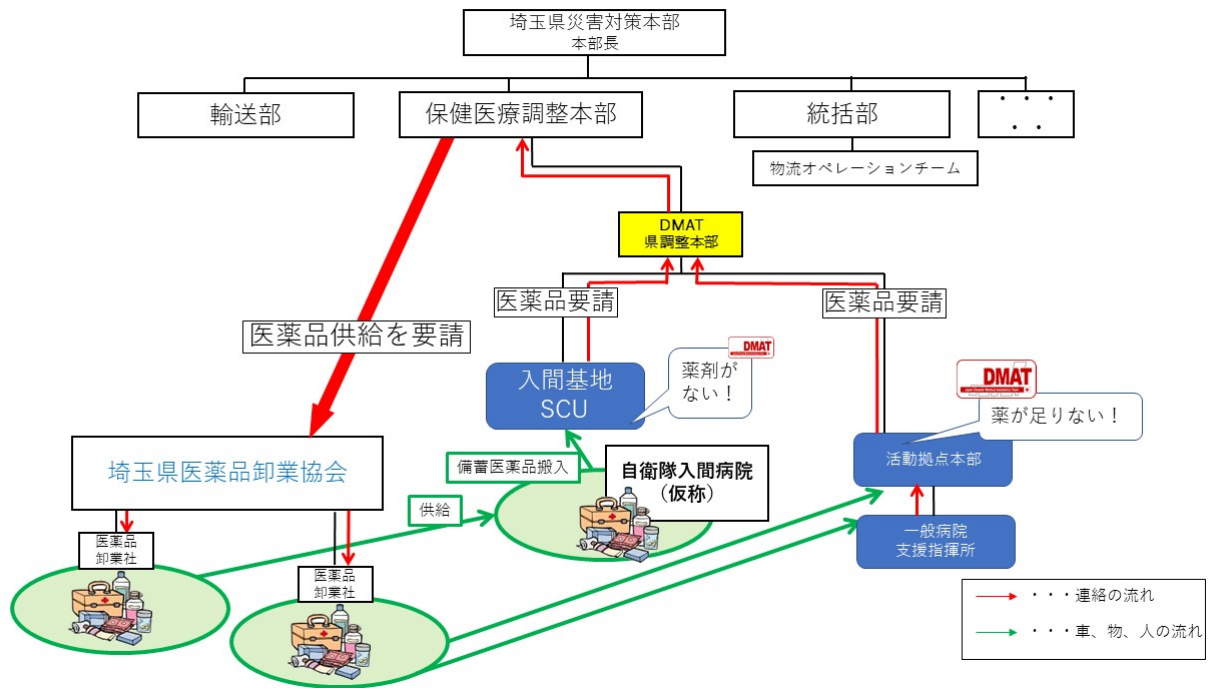 埼玉県災害対策本部
本部長
輸送部
保健医療調整本部
統括部
・・・
・・
物流オペレーションチーム
DMAT
県調整本部
医薬品要請
医薬品要請
医薬品供給を要請
DMAT
薬剤が
ない！
入間基地
SCU
DMAT
薬が足りない！
埼玉県医薬品卸業協会
備蓄医薬品搬入
自衛隊入間病院
（仮称）
活動拠点本部
供給
一般病院
支援指揮所
医薬品
卸業社
医薬品
卸業社
・・・連絡の流れ
・・・車、物、人の流れ